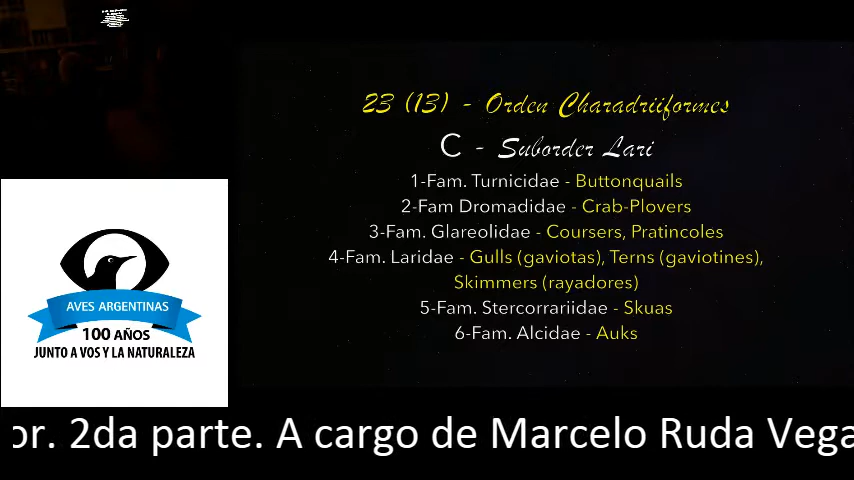 23 (13) - Orden Charadriiformes
C - Suborder Lari
1-Fam. Turnicidae - Buttonquails
2-Fam Dromadidae - Crab-Plovers
3-Fam. Glareolidae - Coursers, Pratincoles
4-Fam. Laridae - Gulls (gaviotas), Terns (gaviotines),
Skimmers (rayadores)
5-Fam. Stercorrariidae - Skuas
6-Fam. Alcidae - Auks
AVES ARGENTINAS
100 AÑOS
JUNTO A VOS Y LA NATURALEZA
or. 2da parte. A cargo de Marcelo Ruda Vega